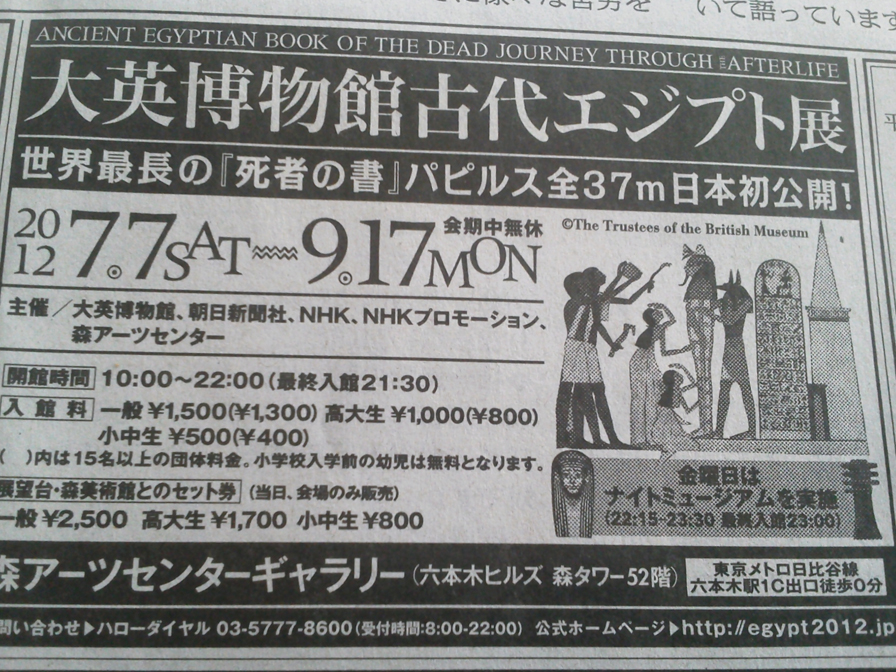 いて語っています
ANCIENT EGYPTIAN BOOK OF THE DEAD JOURNEY THROUGH THE AFTERLIFE
大英博物館古代エジプト展
世界最長の『死者の書』パピルス全37m日本初公開!
2012 7.7SAT〜9.17MON 会期中無休
©The Trustees of the British Museum
主催/大英博物館、朝日新聞社、NHK、NHKプロモーション、
森アーツセンター
開館時間 10:00〜22:00(最終入館21:30)
入館料 一般¥1,500(¥1,300) 高大生¥1,000(¥800)
小中生¥500(¥400)
( )内は15名以上の団体料金。小学校入学前の幼児は無料となります。
展望台・森美術館とのセット券 (当日、会場のみ販売)
一般¥2,500 高大生¥1,700 小中生¥800
金曜日は
ナイトミュージアムを実施
(22:15-23:30 最終入館23:00)
森アーツセンターギャラリー(六本木ヒルズ 森タワー52階)
東京メトロ日比谷線
六本木駅1C出口徒歩0分
問い合わせ▶ハローダイヤル 03-5777-8600(受付時間:8:00-22:00) 公式ホームページ▶http://egypt2012.jp